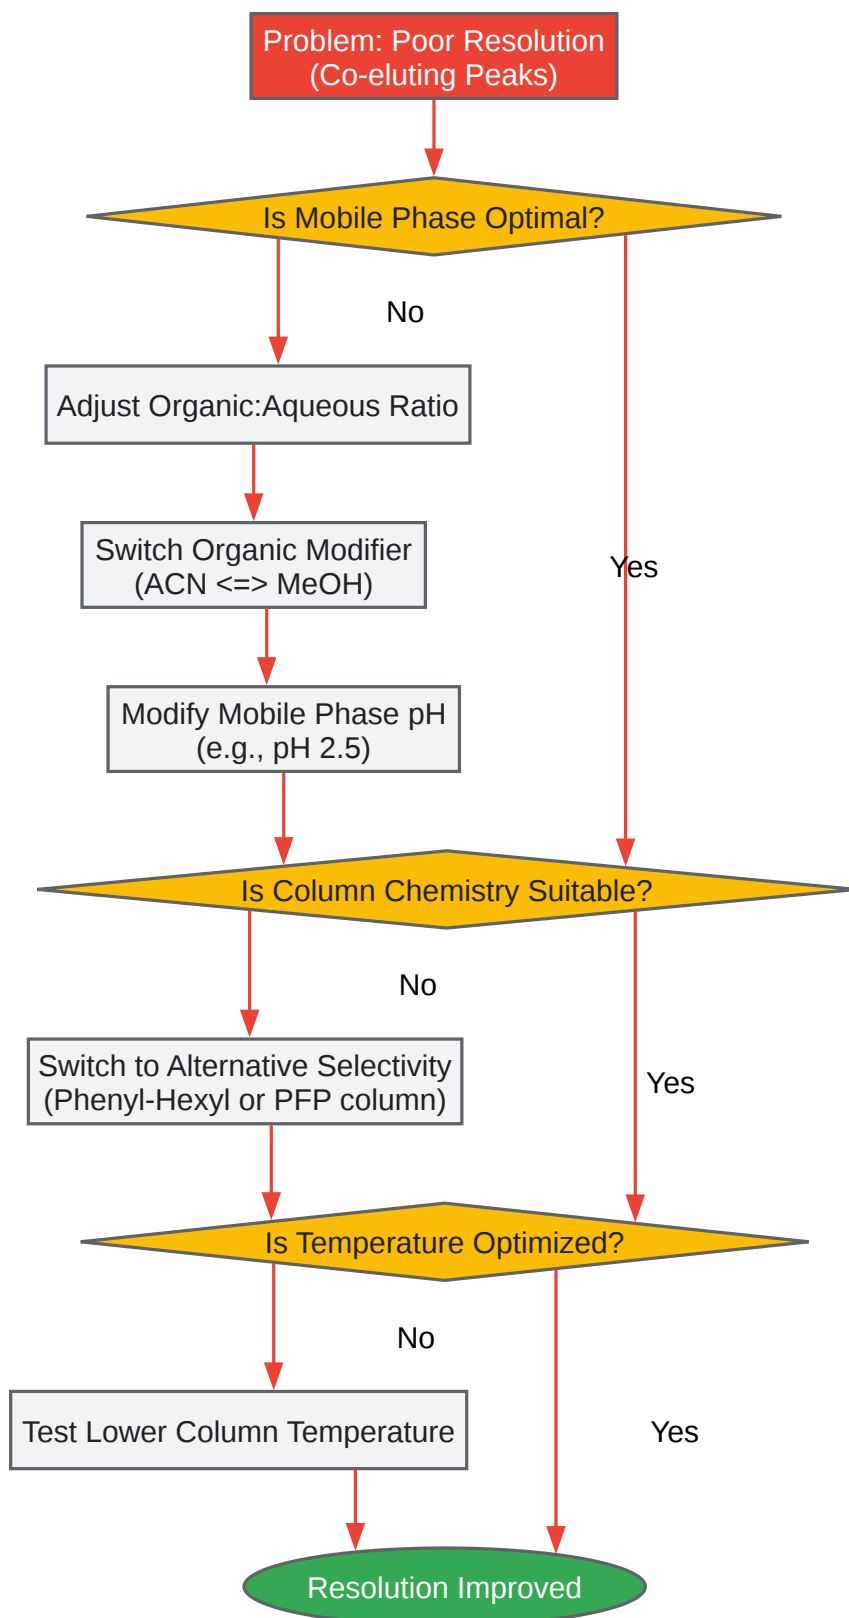 Problem: Poor Resolution
(Co-eluting Peaks)
Is Mobile Phase Optimal?
No
Adjust Organic:Aqueous Ratio
Switch Organic Modifier
(ACN <=> MeOH)
Yes
Modify Mobile Phase pH
(e.g., pH 2.5)
Is Column Chemistry Suitable?
No
Switch to Alternative Selectivity
(Phenyl-Hexyl or PFP column)
Yes
Is Temperature Optimized?
No
Test Lower Column Temperature
Yes
Resolution Improved